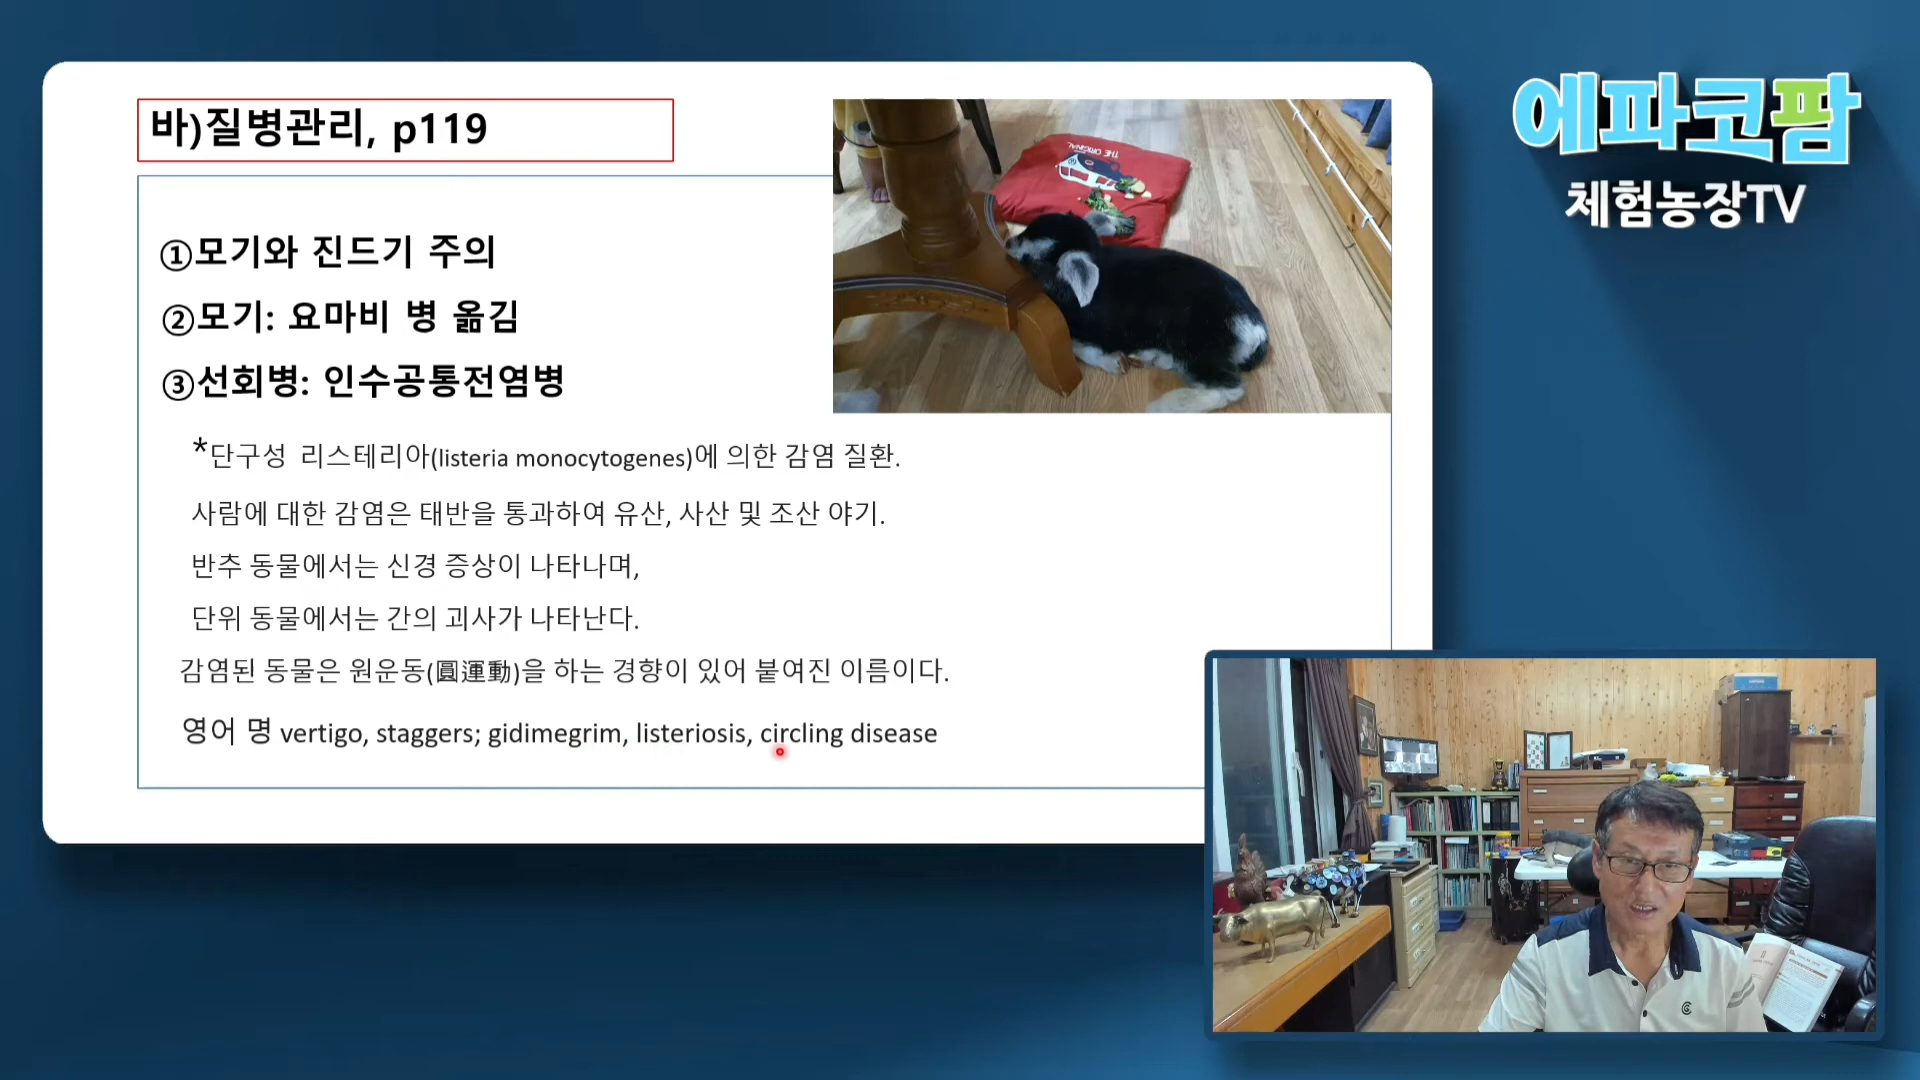 바)질병관리, p119
①모기와 진드기 주의
②모기: 요마비 병 옮김
③선회병: 인수공통전염병
*단구성 리스테리아(listeria monocytogenes)에 의한 감염 질환.
사람에 대한 감염은 태반을 통과하여 유산, 사산 및 조산 야기.
반추 동물에서는 신경 증상이 나타나며,
단위 동물에서는 간의 괴사가 나타난다.
감염된 동물은 원운동(圓運動)을 하는 경향이 있어 붙여진 이름이다.
영어 명 vertigo, staggers; gidimegrim, listeriosis, circling disease
THE ORIGINAL
에파코팜
체험농장TV